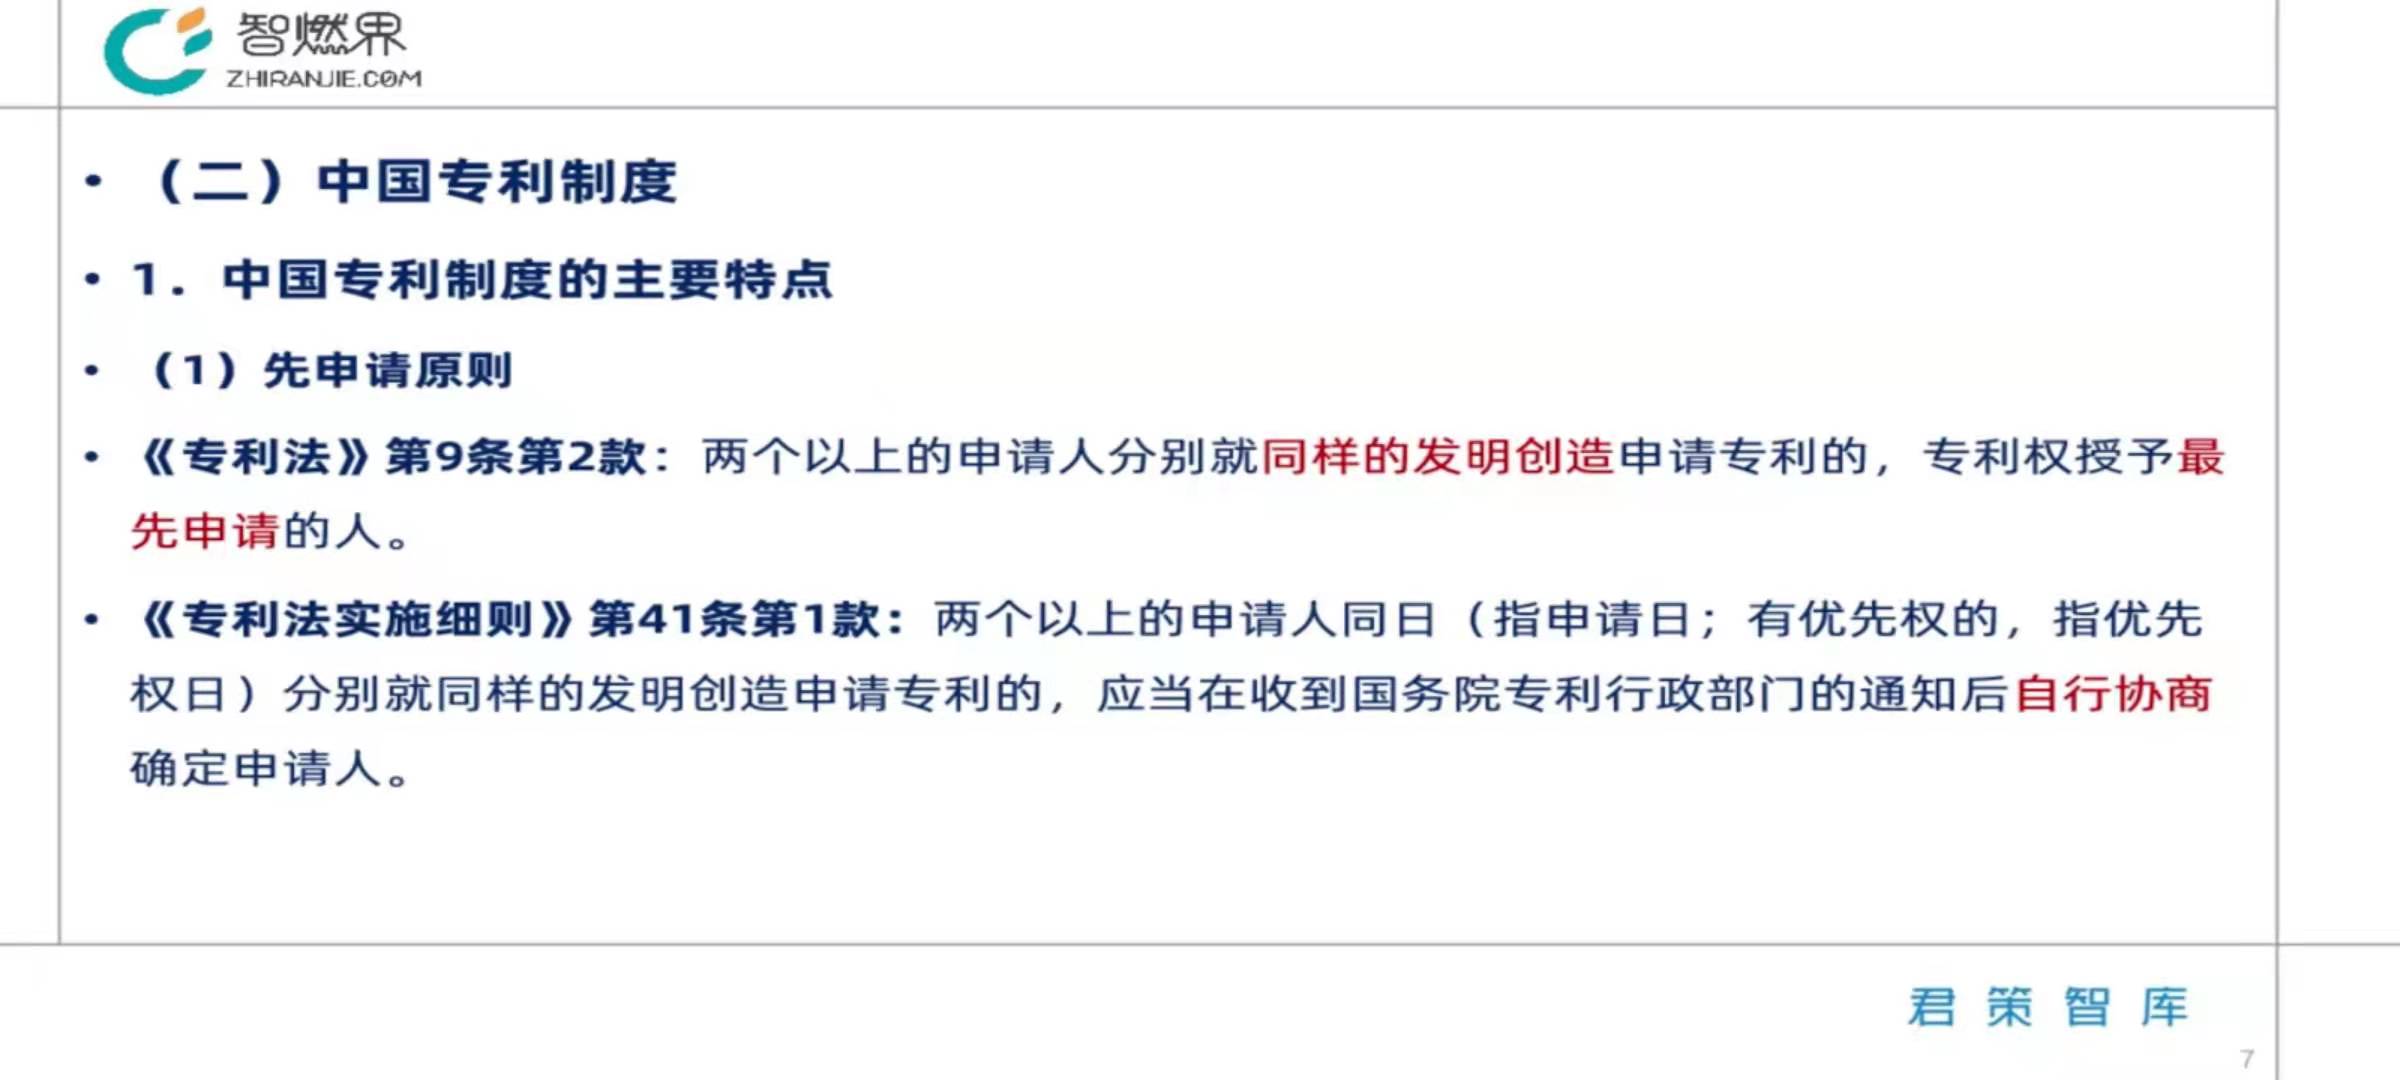 智燃界
ZHIRANJIE.COM
• （二）中国专利制度
• 1．中国专利制度的主要特点
• （1）先申请原则
• 《专利法》第9条第2款：两个以上的申请人分别就同样的发明创造申请专利的，专利权授予最
先申请的人。
• 《专利法实施细则》第41条第1款：两个以上的申请人同日（指申请日；有优先权的，指优先
权日）分别就同样的发明创造申请专利的，应当在收到国务院专利行政部门的通知后自行协商
确定申请人。
君策智库
7